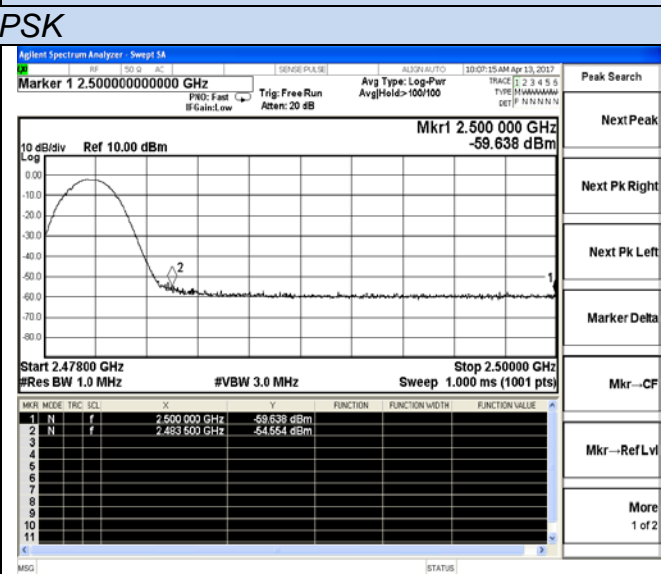 PSK
Agilent Spectrum Analyzer - Swept SA
RF 50 Ω AC SENSE:PULSE ALIGN AUTO 10:07:15 AM Apr 13, 2017
Marker 1 2.500000000000 GHz
PNO: Fast
IFGain:Low
Trig: Free Run
Atten: 20 dB
Avg Type: Log-Pwr
Avg|Hold:>100/100
TRACE 1 2 3 4 5 6
TYPE M WWWWW
DET P N N N N N
Mkr1 2.500 000 GHz
-59.638 dBm
10 dB/div Ref 10.00 dBm
Log
0.00
-10.0
-20.0
-30.0
-40.0
-50.0
-60.0
-70.0
-80.0
2
1
Start 2.47800 GHz Stop 2.50000 GHz
#Res BW 1.0 MHz #VBW 3.0 MHz Sweep 1.000 ms (1001 pts)
MKR MODE TRC SCL X Y FUNCTION FUNCTION WIDTH FUNCTION VALUE
1 N f 2.500 000 GHz -59.638 dBm
2 N f 2.483 500 GHz -54.554 dBm
3
4
5
6
7
8
9
10
11
MSG STATUS
Peak Search
Next Peak
Next Pk Right
Next Pk Left
Marker Delta
Mkr→CF
Mkr→Ref Lvl
More
1 of 2